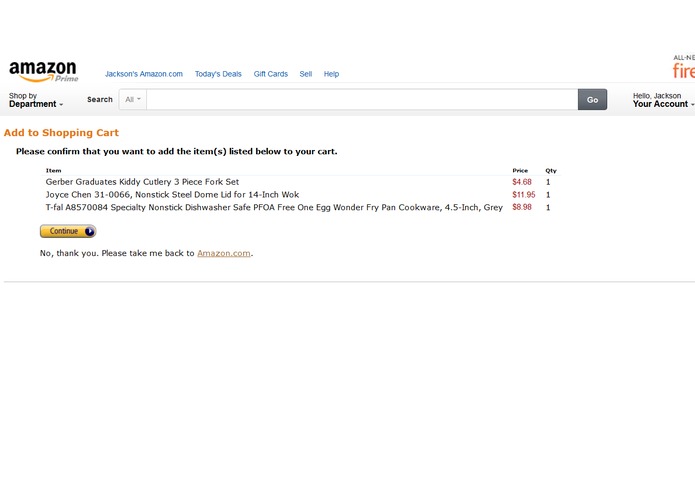 ALL-NE
amazon
Prime
fire
Jackson's Amazon.com Today's Deals Gift Cards Sell Help
Shop by
Department
Search All Go
Hello, Jackson
Your Account
Add to Shopping Cart
Please confirm that you want to add the item(s) listed below to your cart.
Item Price Qty
Gerber Graduates Kiddy Cutlery 3 Piece Fork Set $4.68 1
Joyce Chen 31-0066, Nonstick Steel Dome Lid for 14-Inch Wok $11.95 1
T-fal A8570084 Specialty Nonstick Dishwasher Safe PFOA Free One Egg Wonder Fry Pan Cookware, 4.5-Inch, Grey $8.98 1
Continue
No, thank you. Please take me back to Amazon.com.